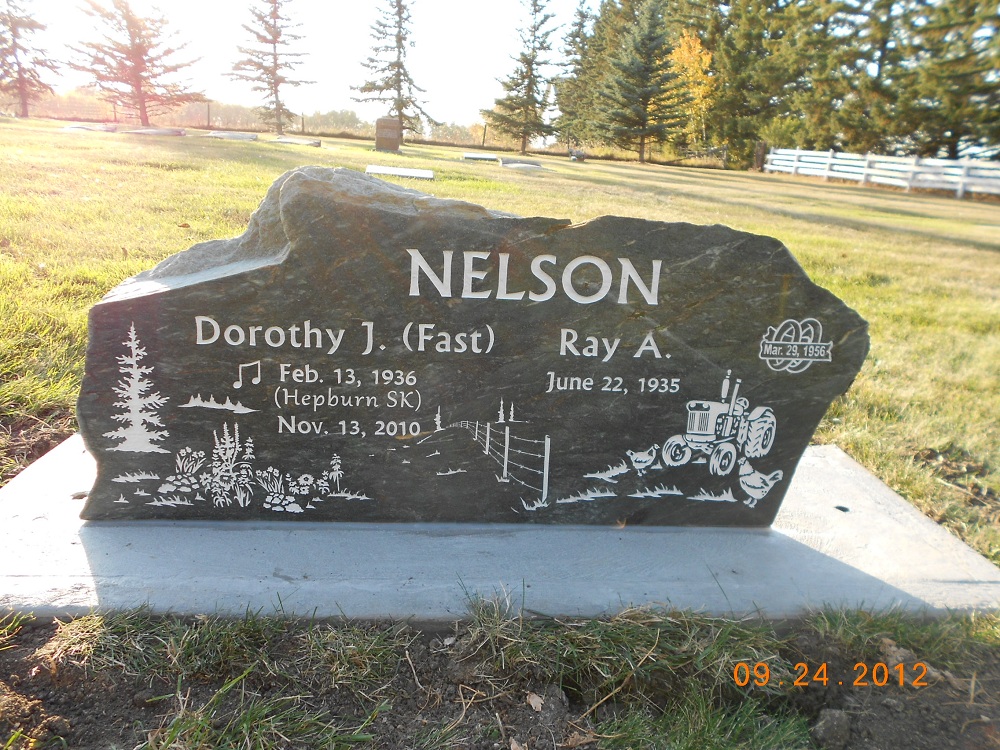 NELSON
Dorothy J. (Fast)
Feb. 13, 1936
(Hepburn SK)
Nov. 13, 2010
Ray A.
June 22, 1935
Mar. 29, 1956
09.24.2012